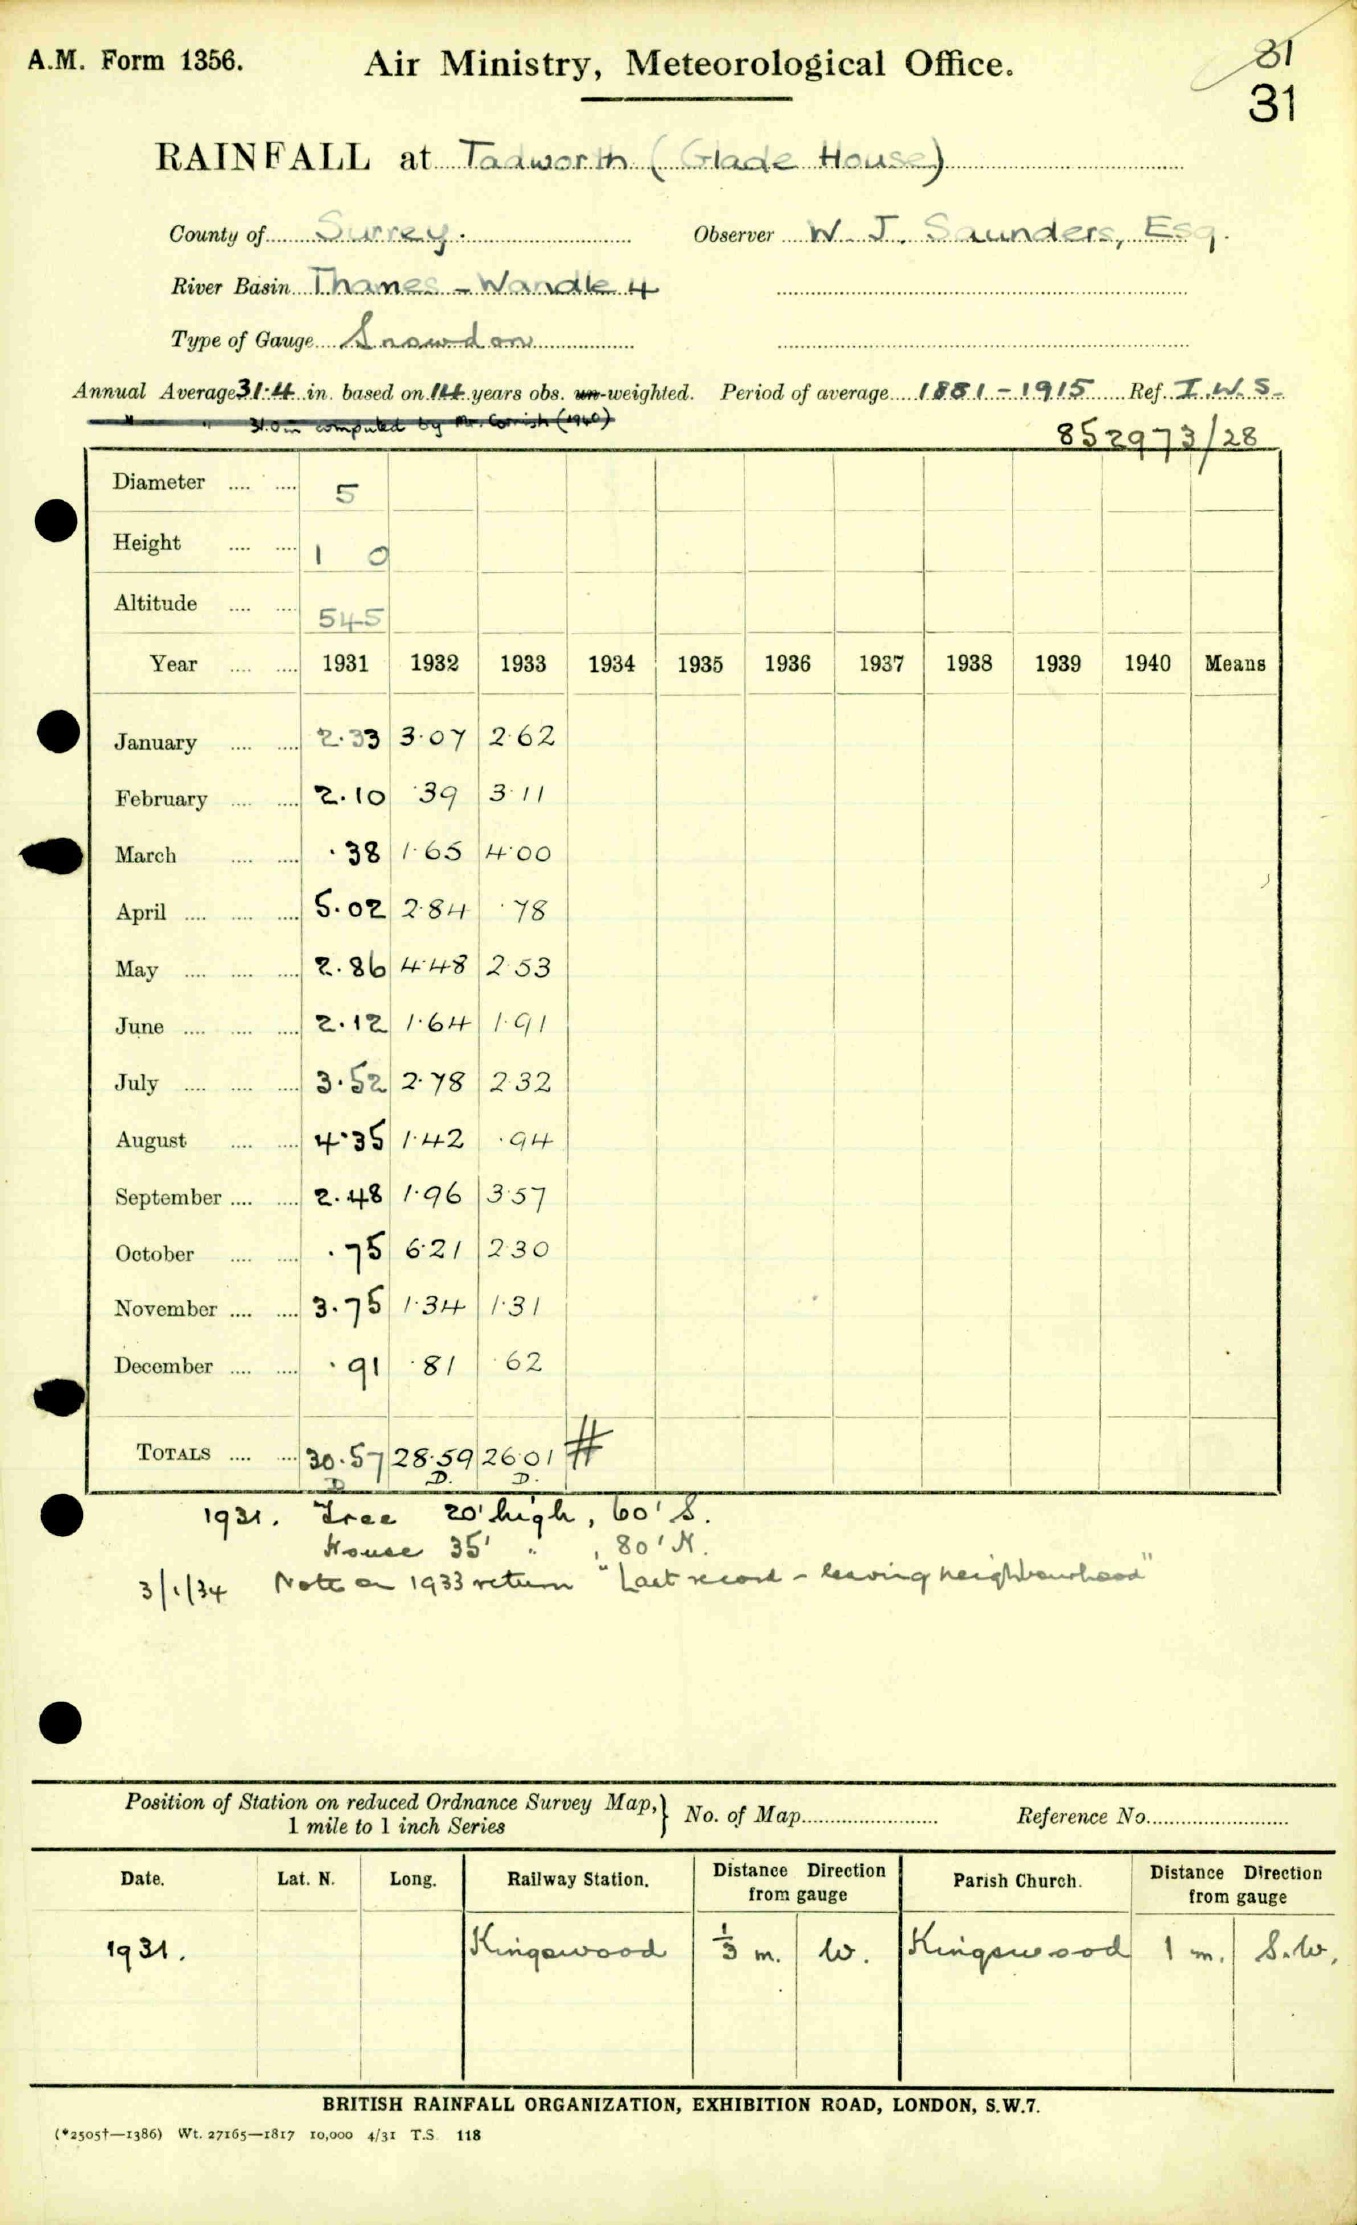 A.M. Form 1356. Air Ministry, Meteorological Office. 31
31
RAINFALL at Tadworth (Glade House)
County of Surrey. Observer W. J. Saunders, Esq.
River Basin Thames - Wandle 4
Type of Gauge Snowdon
Annual Average 31.4 in. based on years obs. un-weighted. Period of average 1881 - 1915 Ref. I.W.S.
31.0in computed by Mr. Cornish (1940)
852973/28
Diameter .... .... 5
Height .... .... 1 0
Altitude .... .... 545
Year .... .... 1931 1932 1933 1934 1935 1936 1937 1938 1939 1940 Means
January .... .... 2.33 3.07 2.62
February .... .... 2.10 .39 3.11
March .... .... .38 1.65 4.00
April .... .... .... 5.02 2.84 .78
May .... .... .... 2.86 4.48 2.53
June .... .... .... 2.12 1.64 1.91
July .... .... .... 3.52 2.78 2.32
August .... .... 4.35 1.42 .94
September .... .... 2.48 1.96 3.57
October .... .... .75 6.21 2.30
November .... .... 3.75 1.34 1.31
December .... .... .91 .81 .62
TOTALS .... .... 30.57 28.59 26.01 #
D D. D.
1931. Tree 20' high, 60' S.
House 35' " , 80' N.
3/1/34 Note on 1933 return "Last record - leaving neighbourhood"
Position of Station on reduced Ordnance Survey Map,} No. of Map Reference No.
1 mile to 1 inch Series
Date. Lat. N. Long. Railway Station. Distance Direction from gauge Parish Church. Distance Direction from gauge
1931. Kingswood 1/3 m. W. Kingswood 1 m. S.W.
BRITISH RAINFALL ORGANIZATION, EXHIBITION ROAD, LONDON, S.W.7.
(*2505†—1386) Wt. 27165—1817 10,000 4/31 T.S. 118